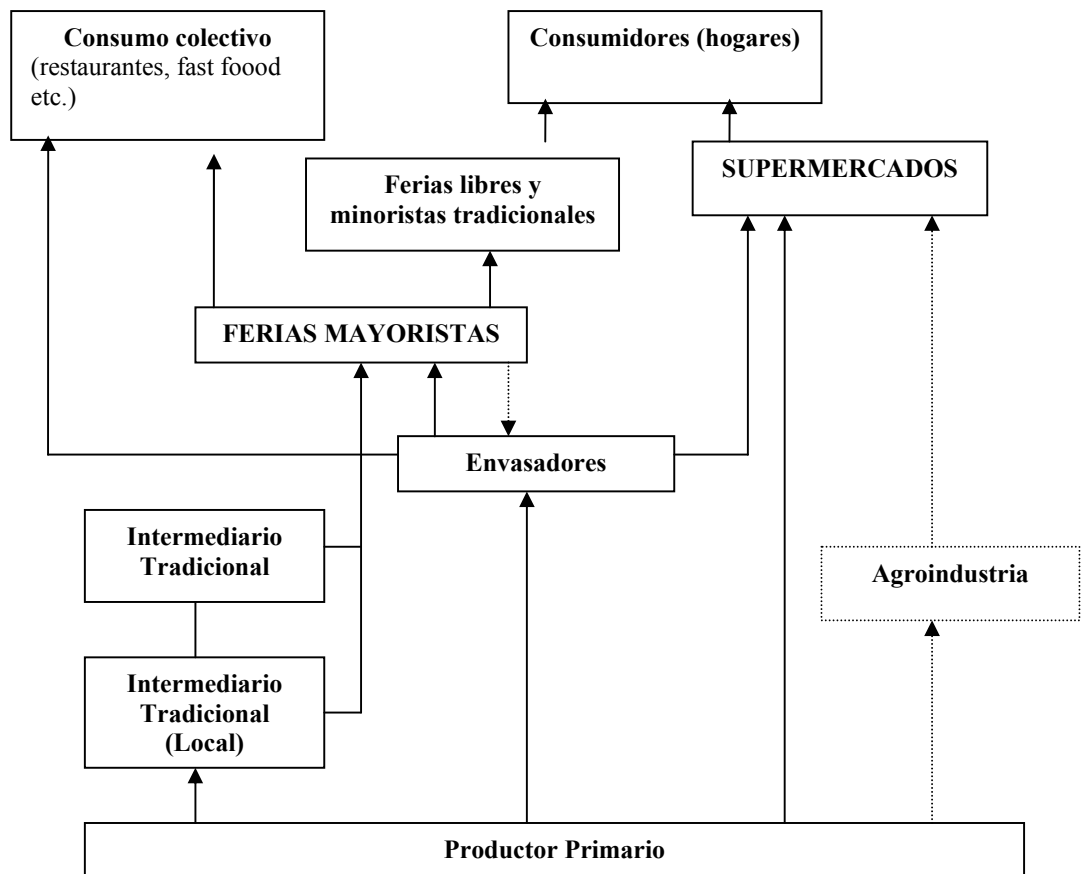 Consumo colectivo
(restaurantes, fast foood
etc.)
Consumidores (hogares)
SUPERMERCADOS
Ferias libres y
minoristas tradicionales
FERIAS MAYORISTAS
Envasadores
Intermediario
Tradicional
Agroindustria
Intermediario
Tradicional
(Local)
Productor Primario